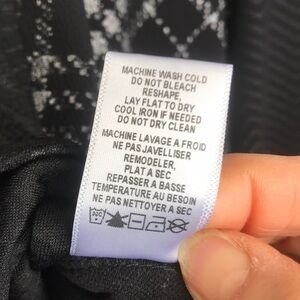 MACHINE WASH COLD
DO NOT BLEACH
RESHAPE,
LAY FLAT TO DRY
COOL IRON IF NEEDED
DO NOT DRY CLEAN
MACHINE LAVAGE A FROID
NE PAS JAVELLISER
REMODELER,
PLAT A SEC
REPASSER A BASSE
TEMPERATURE AU BESOIN
NE PAS NETTOYER A SEC